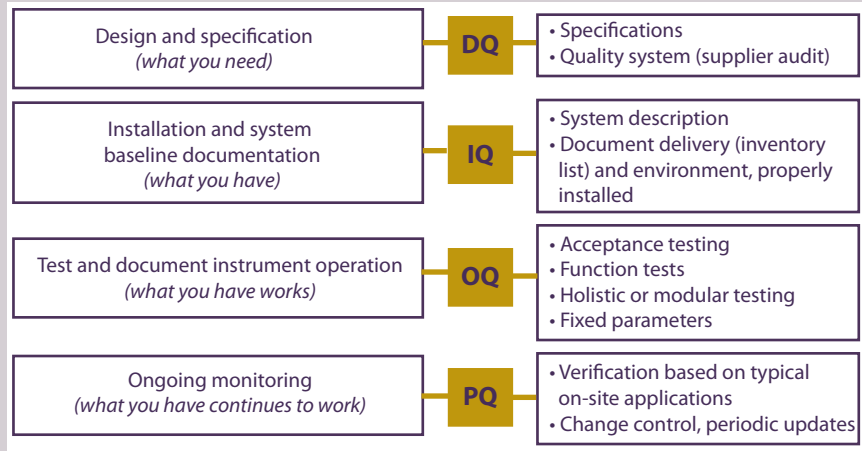 Design and specification
(what you need)
DQ
• Specifications
• Quality system (supplier audit)
Installation and system
baseline documentation
(what you have)
IQ
• System description
• Document delivery (inventory
list) and environment, properly
installed
Test and document instrument operation
(what you have works)
OQ
• Acceptance testing
• Function tests
• Holistic or modular testing
• Fixed parameters
Ongoing monitoring
(what you have continues to work)
PQ
• Verification based on typical
on-site applications
• Change control, periodic updates